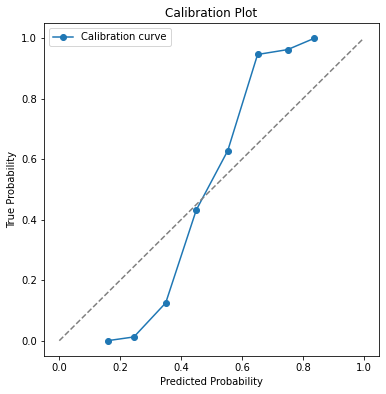 Calibration Plot
Calibration curve
True Probability
1.0
0.8
0.6
0.4
0.2
0.0
0.0 0.2 0.4 0.6 0.8 1.0
Predicted Probability